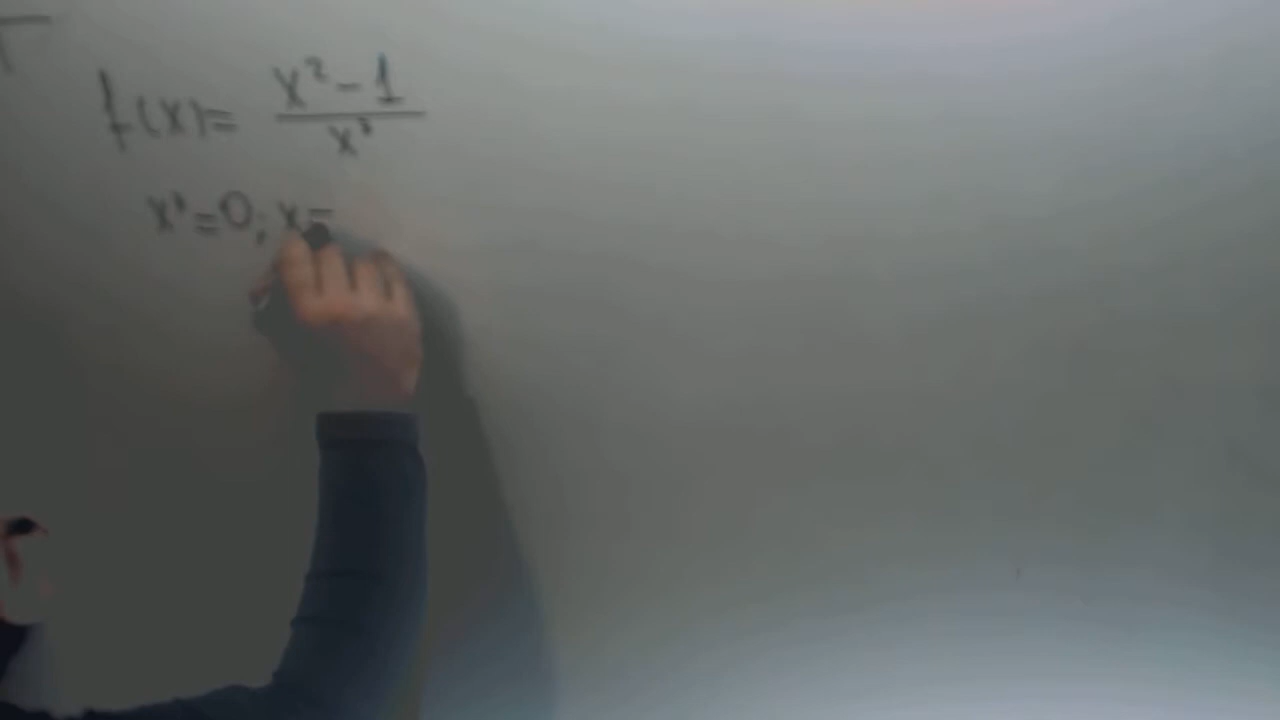 f(x)= x²-1 / x³
x³=0; x=